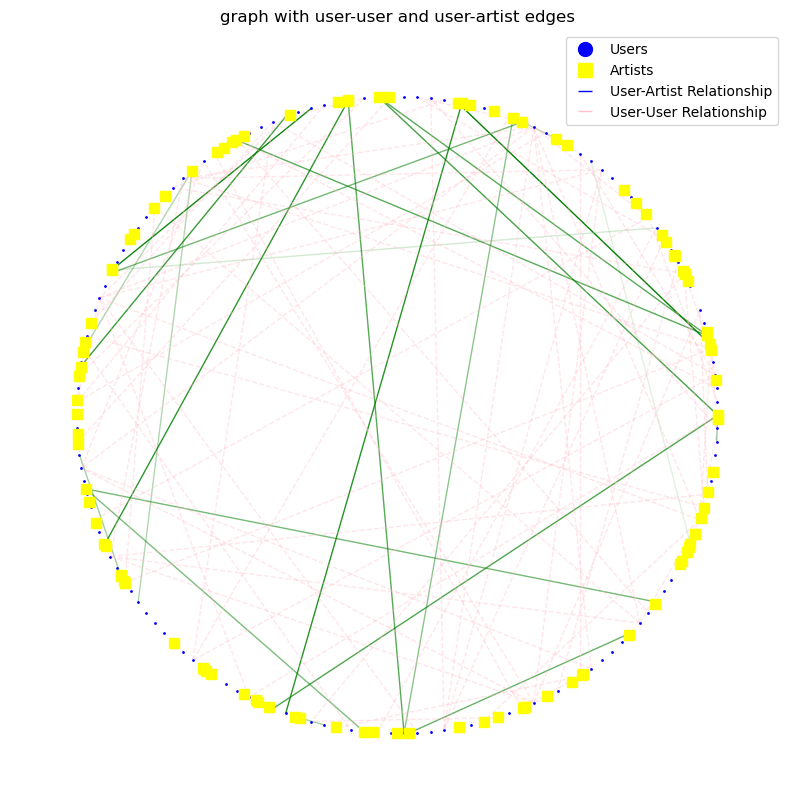 graph with user-user and user-artist edges
Users
Artists
User-Artist Relationship
User-User Relationship